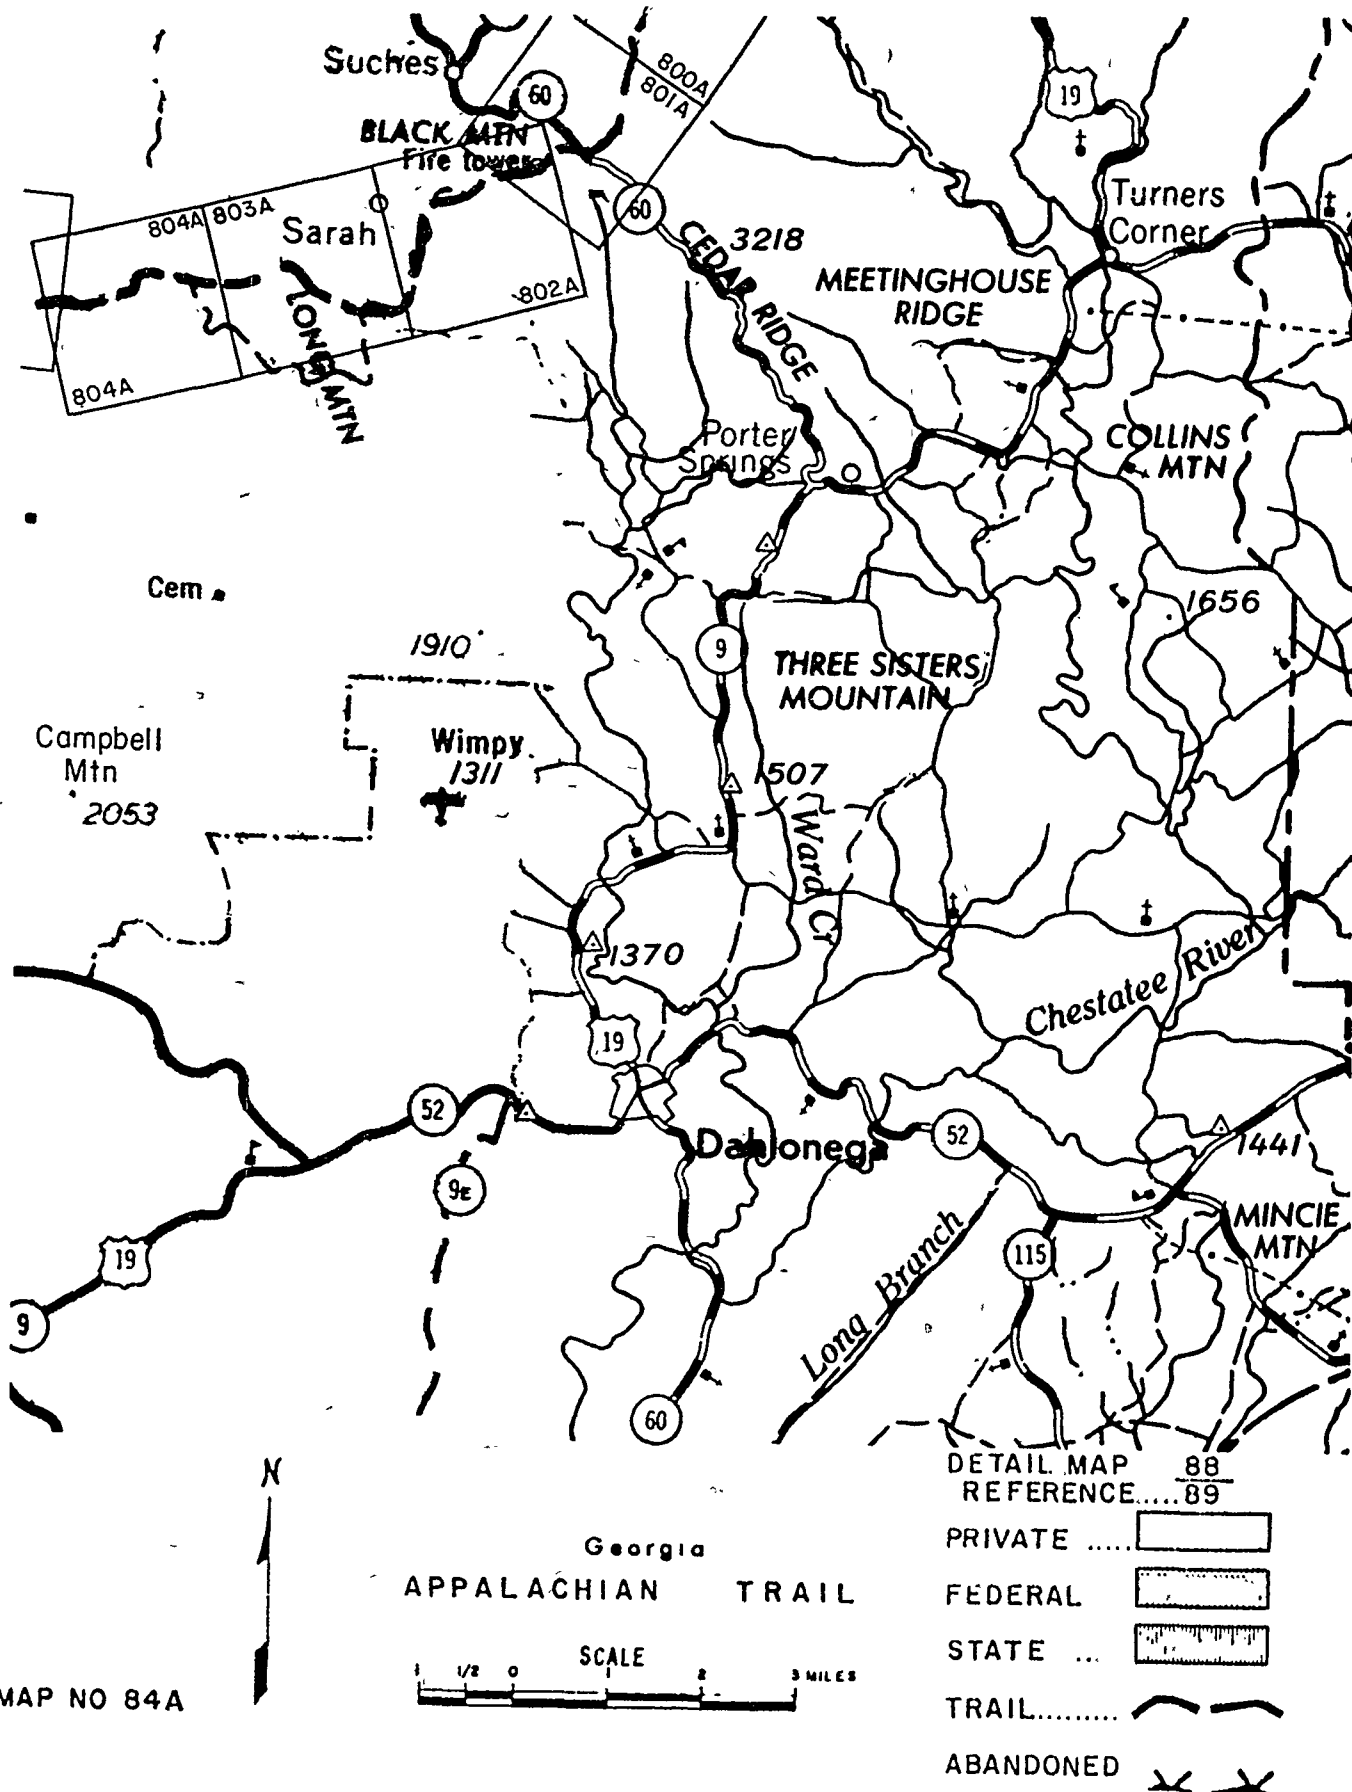 Suches
60
800A
801A
19
BLACK MTN
Fire tower
Turners
Corner
804A
803A
Sarah
60
CEDAR RIDGE
3218
MEETINGHOUSE
RIDGE
802A
LONG MTN
804A
Porter
Springs
COLLINS
MTN
Cem
1656
1910
9
THREE SISTERS
MOUNTAIN
Campbell
Mtn
2053
Wimpy
1311
1507
Ward Cr
1370
Chestatee River
19
52
Dahlonega
52
1441
9E
MINCIE
MTN
19
115
Long Branch
9
60
DETAIL MAP 88
REFERENCE.....89
N
PRIVATE .....
Georgia
APPALACHIAN TRAIL
FEDERAL
STATE ...
SCALE
1 1/2 0 1 2 3 MILES
MAP NO 84A
TRAIL.........
ABANDONED